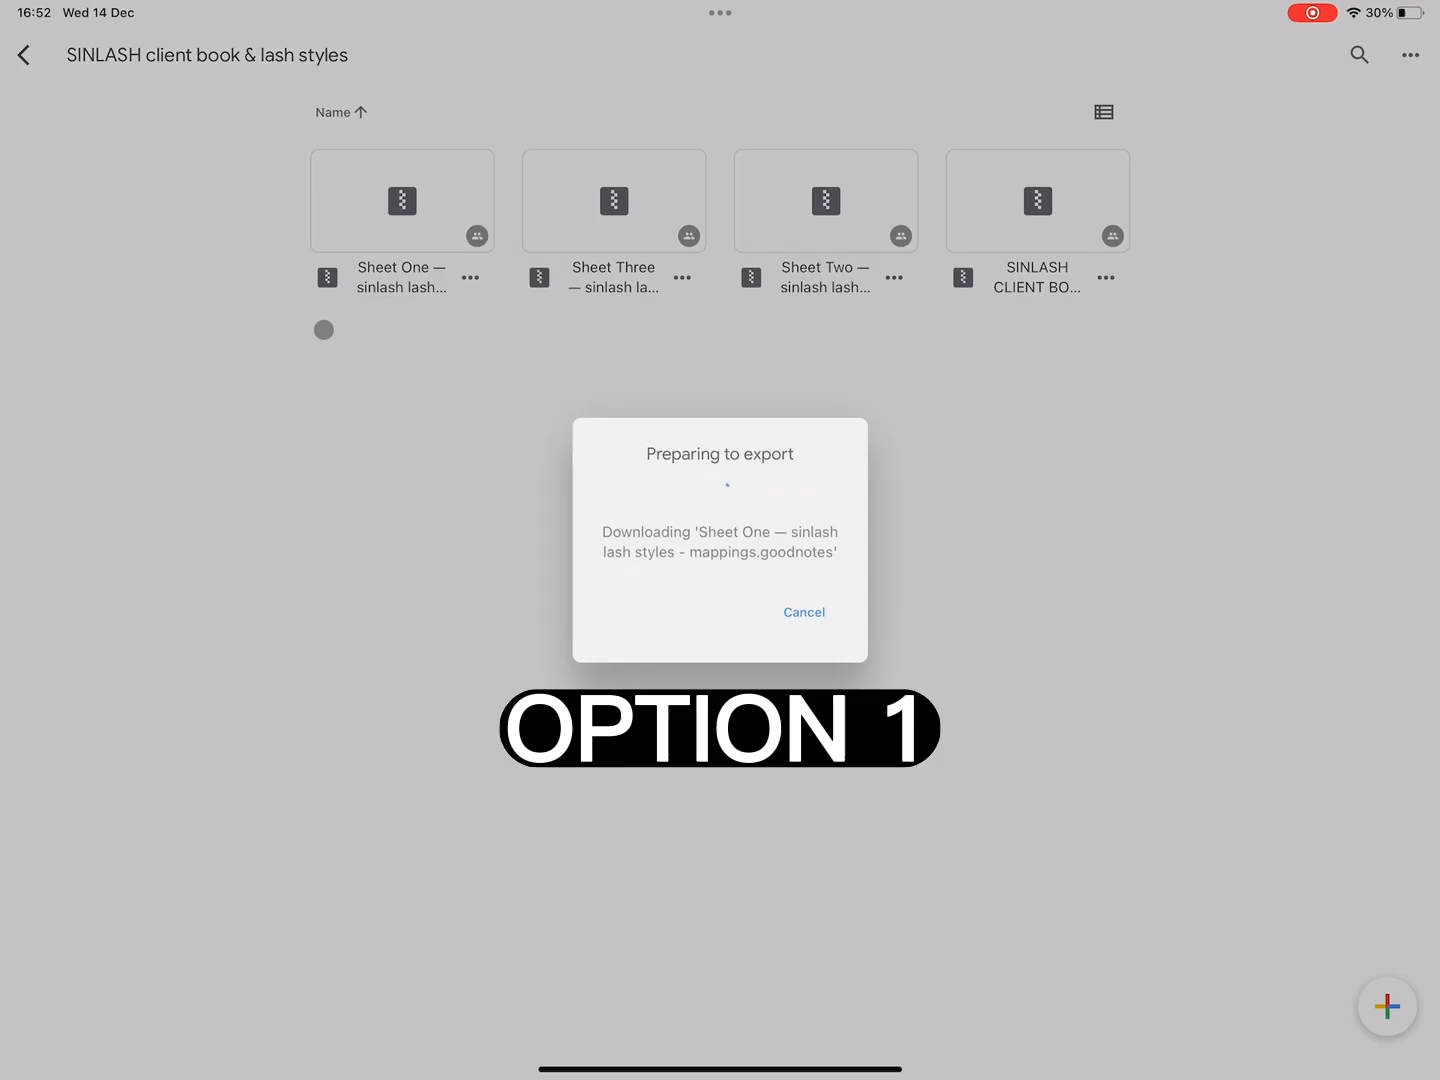 16:52 Wed 14 Dec
30%
SINLASH client book & lash styles
Name
Sheet One —
sinlash lash...
Sheet Three
— sinlash la...
Sheet Two —
sinlash lash...
SINLASH
CLIENT BO...
Preparing to export
Downloading 'Sheet One — sinlash
lash styles - mappings.goodnotes'
Cancel
OPTION 1